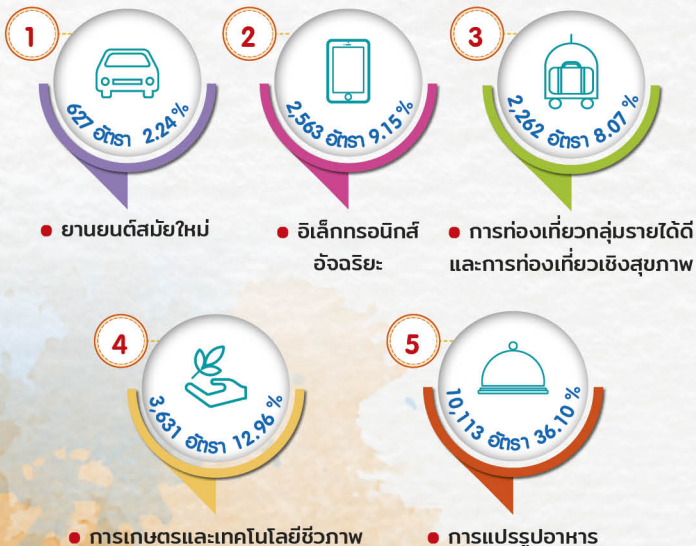 1
627 อัตรา 2.24%
• ยานยนต์สมัยใหม่
2
2,563 อัตรา 9.15%
• อิเล็กทรอนิกส์
อัจฉริยะ
3
2,262 อัตรา 8.07%
• การท่องเที่ยวกลุ่มรายได้ดี
และการท่องเที่ยวเชิงสุขภาพ
4
3,631 อัตรา 12.96%
• การเกษตรและเทคโนโลยีชีวภาพ
5
10,113 อัตรา 36.10%
• การแปรรูปอาหาร